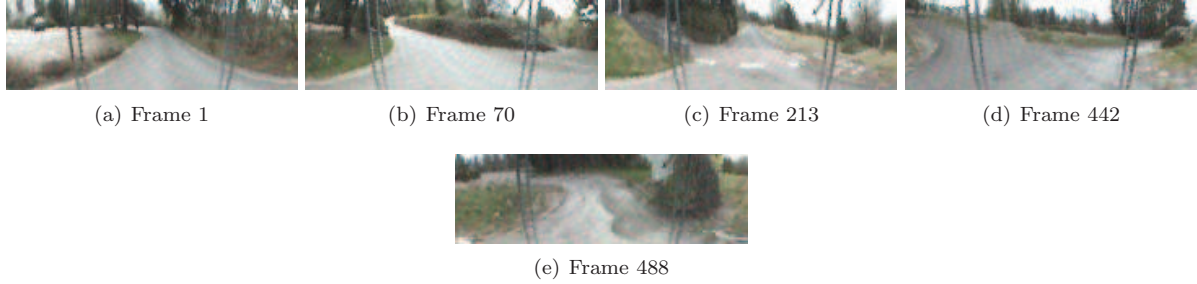 (a) Frame 1
(b) Frame 70
(c) Frame 213
(d) Frame 442
(e) Frame 488